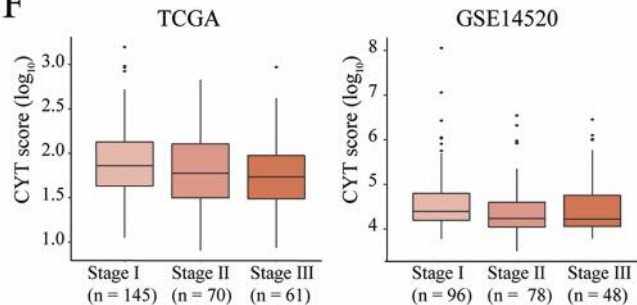 F
TCGA
CYT score (log10)
3.0
2.5
2.0
1.5
1.0
Stage I
(n = 145)
Stage II
(n = 70)
Stage III
(n = 61)
GSE14520
CYT score (log10)
8
7
6
5
4
Stage I
(n = 96)
Stage II
(n = 78)
Stage III
(n = 48)